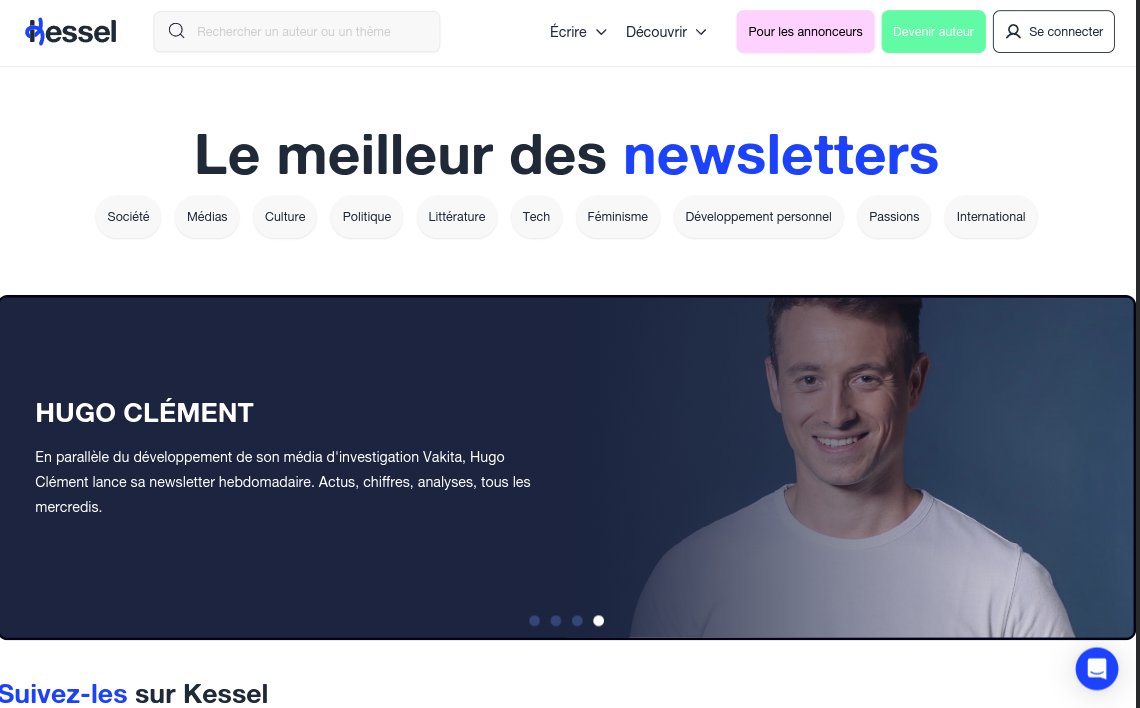 Kessel
Rechercher un auteur ou un thème
Écrire
Découvrir
Pour les annonceurs
Devenir auteur
Se connecter
Le meilleur des newsletters
Société
Médias
Culture
Politique
Littérature
Tech
Féminisme
Développement personnel
Passions
International
HUGO CLÉMENT
En parallèle du développement de son média d'investigation Vakita, Hugo
Clément lance sa newsletter hebdomadaire. Actus, chiffres, analyses, tous les
mercredis.
Suivez-les sur Kessel